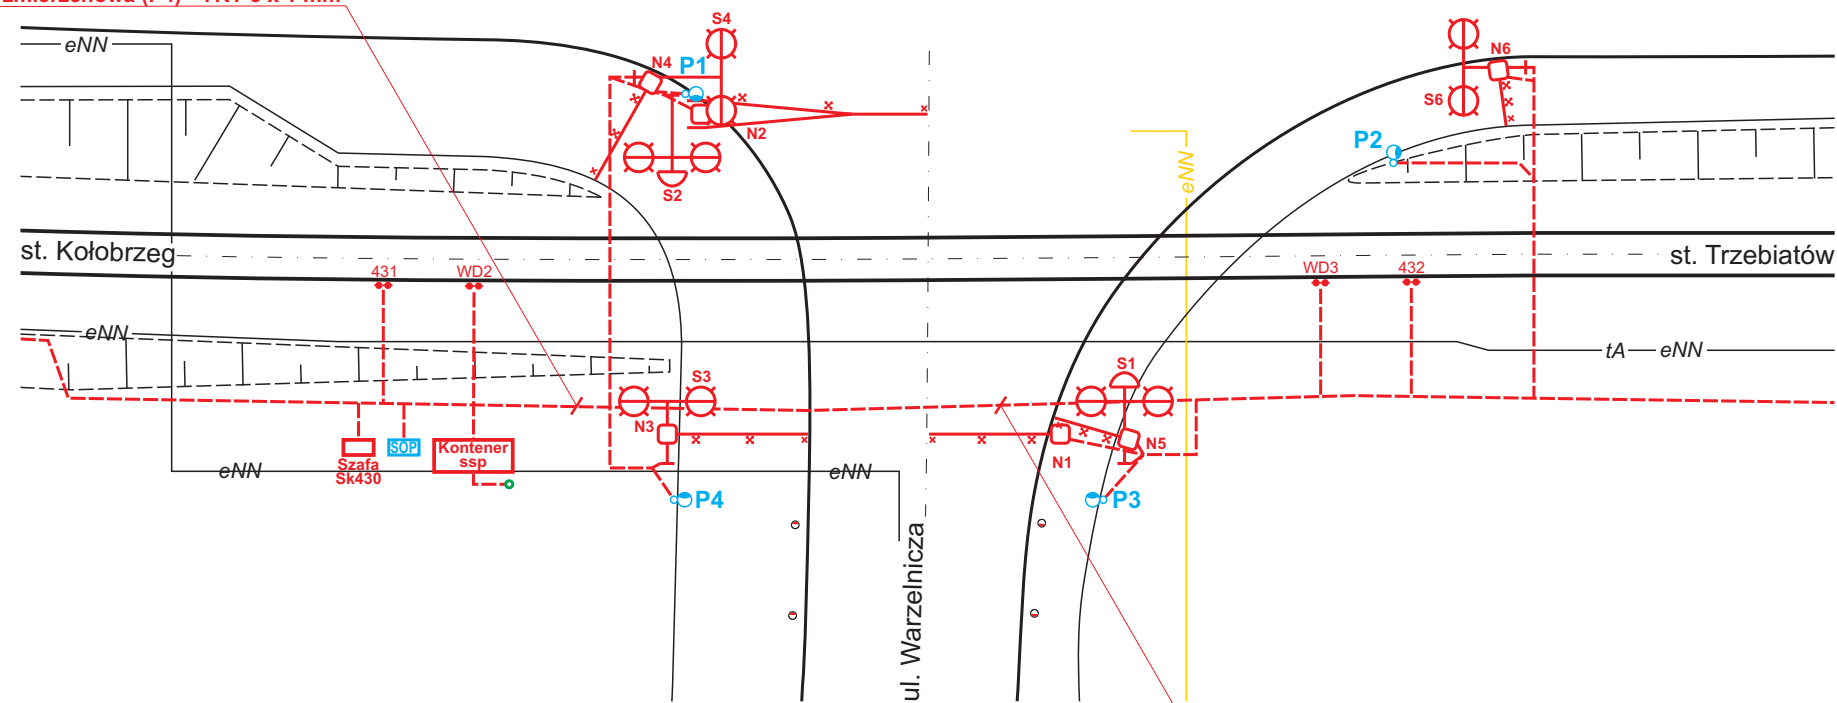 S4
eNN
N4
P1
N6
S6
N2
P2
eNN
S2
st. Kołobrzeg
st. Trzebiatów
431
WD2
WD3
432
eNN
tA
eNN
S1
S3
N3
SOP
Kontener
ssp
N5
N1
Szafa
Sk430
eNN
eNN
P4
P3
ul. Warzelnicza